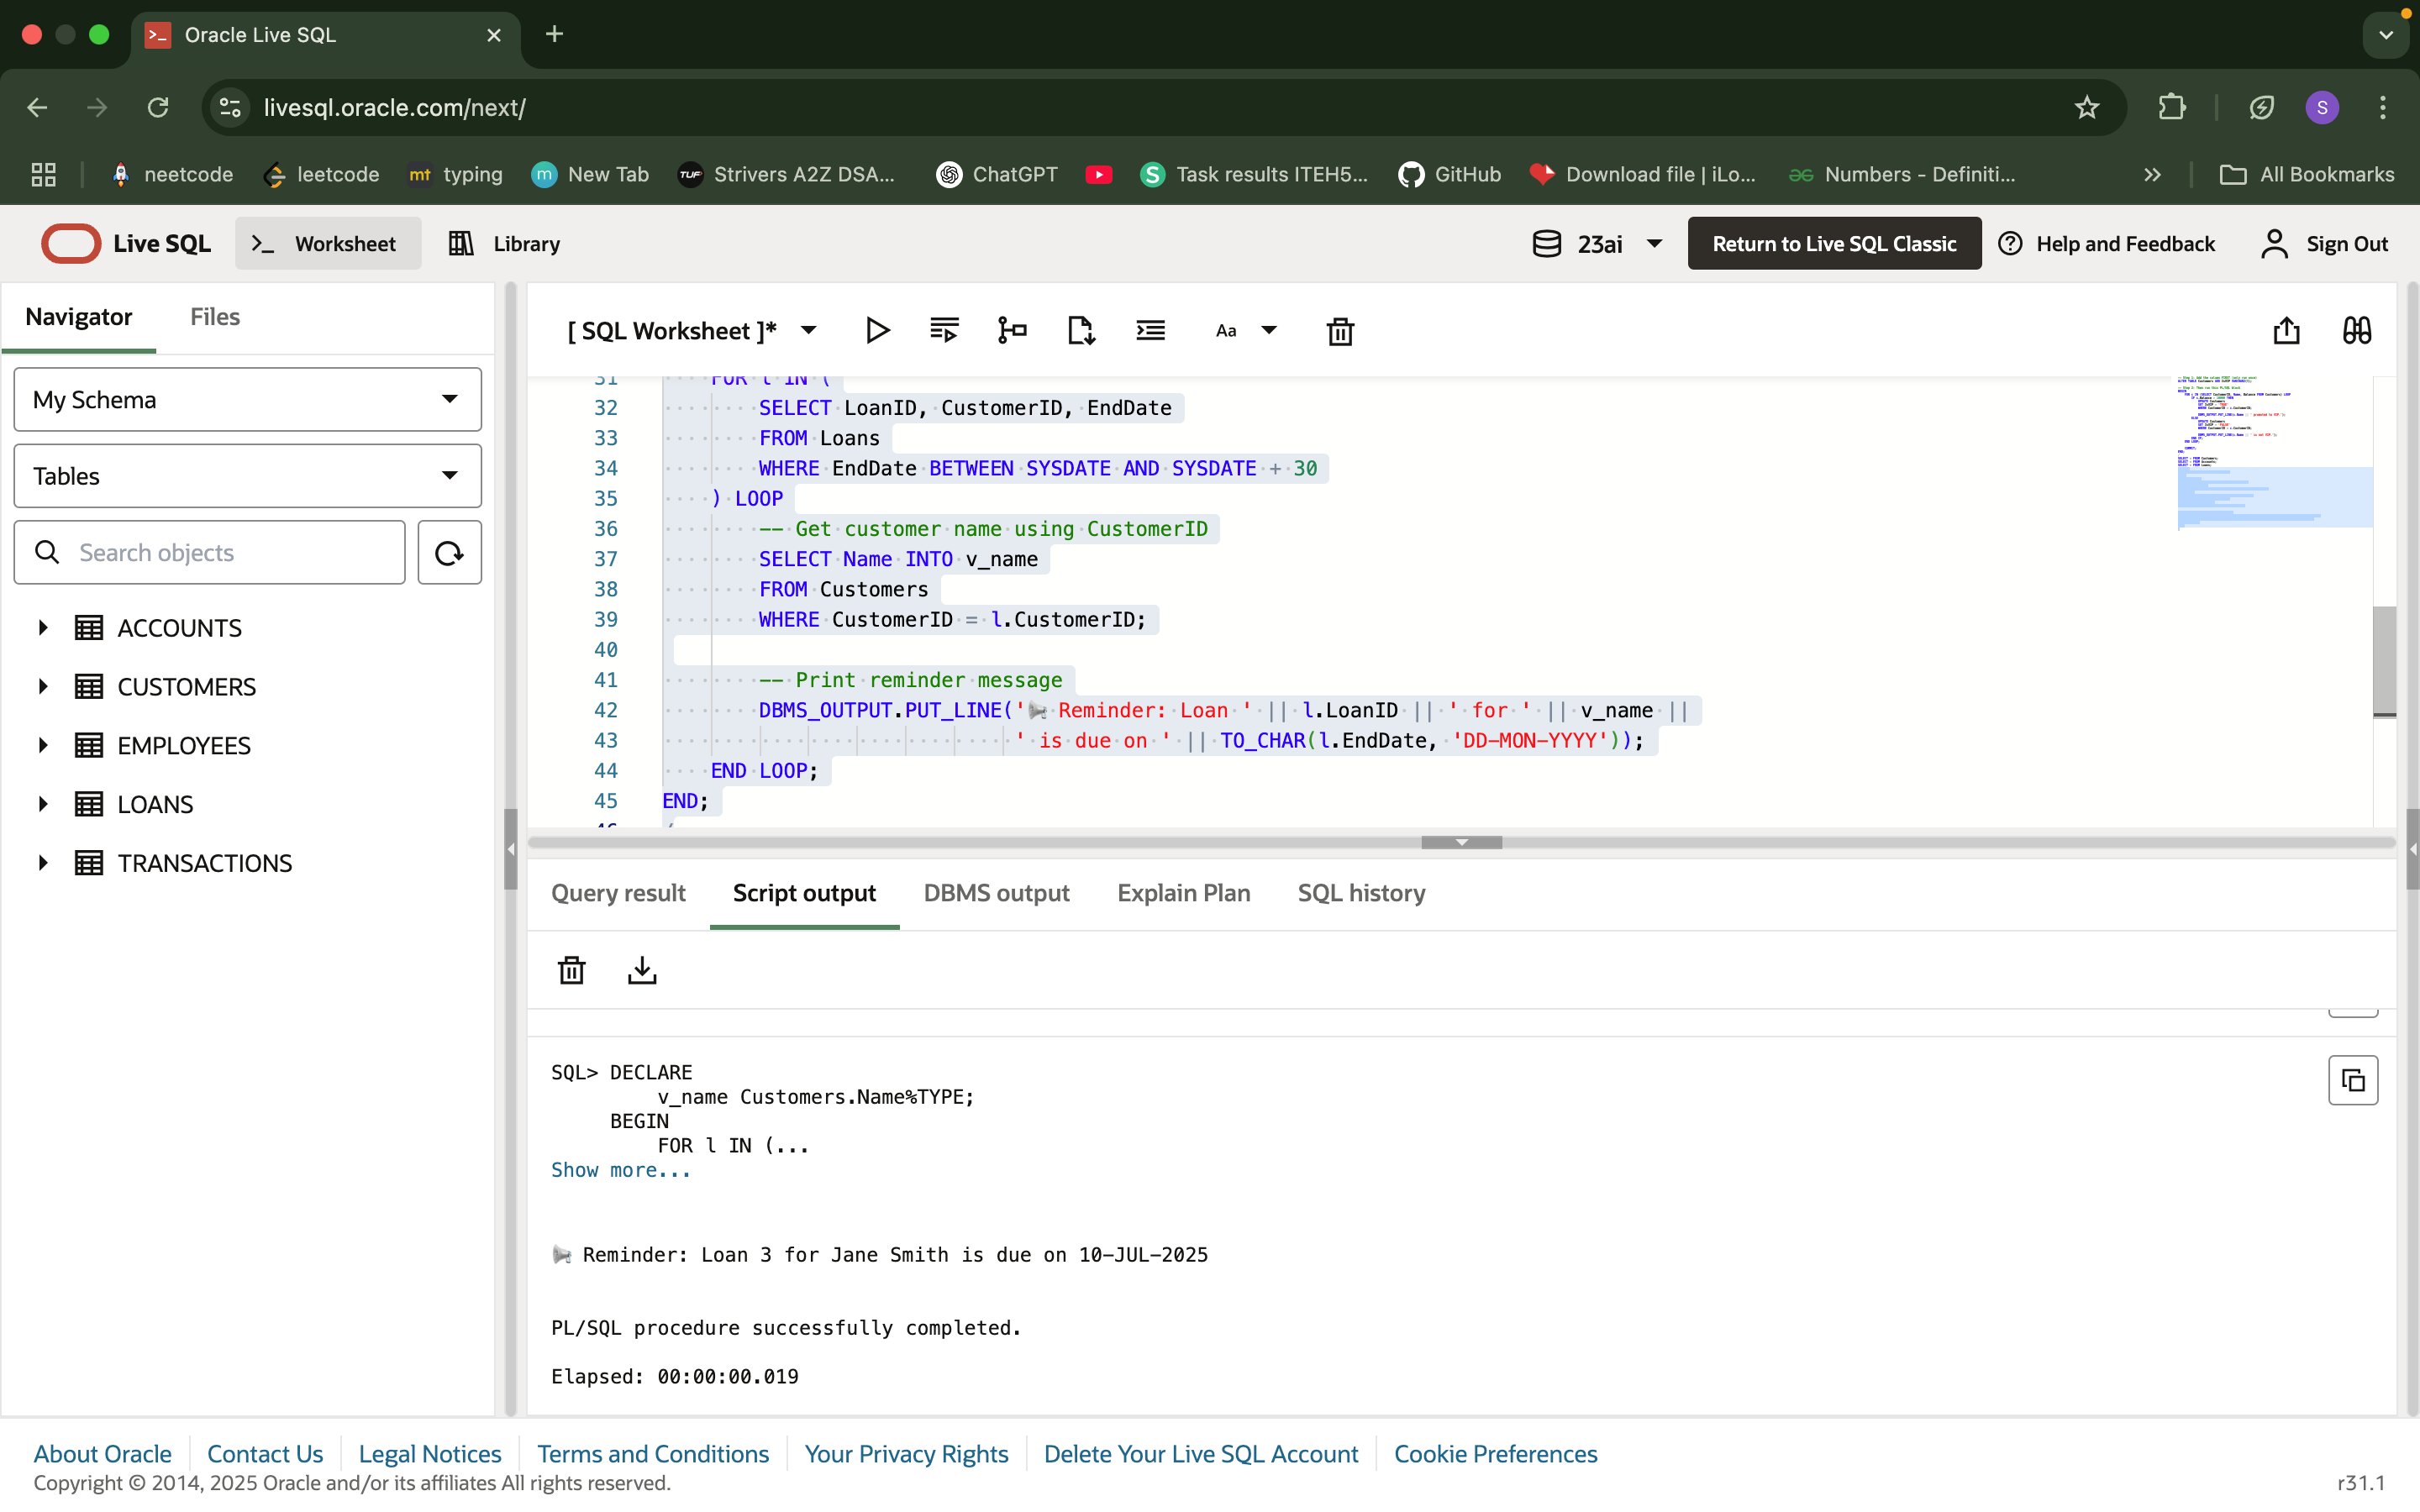 Oracle Live SQL
livesql.oracle.com/next/
S
neetcode
leetcode
mt typing
m New Tab
TUF Strivers A2Z DSA...
ChatGPT
S Task results ITEH5...
GitHub
Download file | iLo...
Numbers - Definiti...
All Bookmarks
Live SQL
Worksheet
Library
23ai
Return to Live SQL Classic
Help and Feedback
Sign Out
Navigator
Files
My Schema
Tables
Search objects
ACCOUNTS
CUSTOMERS
EMPLOYEES
LOANS
TRANSACTIONS
[ SQL Worksheet ]*
Aa
31 FOR l IN (
32 SELECT LoanID, CustomerID, EndDate
33 FROM Loans
34 WHERE EndDate BETWEEN SYSDATE AND SYSDATE + 30
35 ) LOOP
36 -- Get customer name using CustomerID
37 SELECT Name INTO v_name
38 FROM Customers
39 WHERE CustomerID = l.CustomerID;
40
41 -- Print reminder message
42 DBMS_OUTPUT.PUT_LINE('📢 Reminder: Loan ' || l.LoanID || ' for ' || v_name ||
43 ' is due on ' || TO_CHAR(l.EndDate, 'DD-MON-YYYY'));
44 END LOOP;
45 END;
Query result
Script output
DBMS output
Explain Plan
SQL history
SQL> DECLARE
v_name Customers.Name%TYPE;
BEGIN
FOR l IN (...
Show more...
📢 Reminder: Loan 3 for Jane Smith is due on 10-JUL-2025
PL/SQL procedure successfully completed.
Elapsed: 00:00:00.019
About Oracle
Contact Us
Legal Notices
Terms and Conditions
Your Privacy Rights
Delete Your Live SQL Account
Cookie Preferences
Copyright © 2014, 2025 Oracle and/or its affiliates All rights reserved.
r31.1